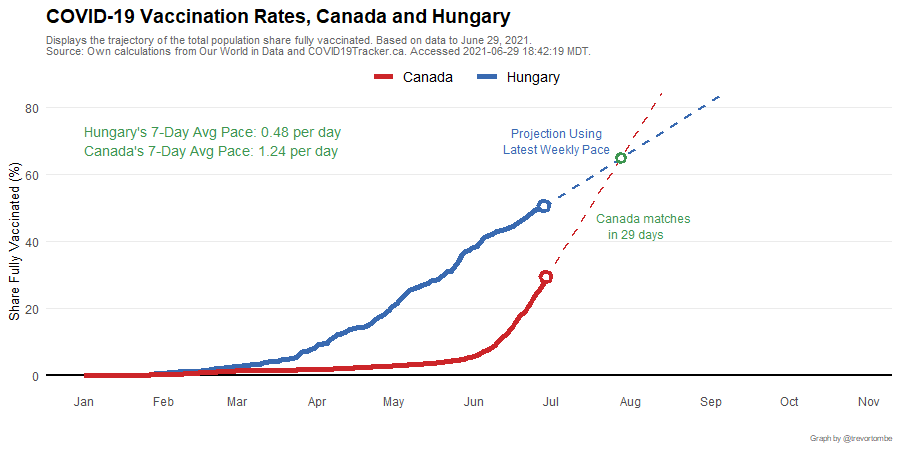 COVID-19 Vaccination Rates, Canada and Hungary
Displays the trajectory of the total population share fully vaccinated. Based on data to June 29, 2021.
Source: Own calculations from Our World in Data and COVID19Tracker.ca. Accessed 2021-06-29 18:42:19 MDT.
Canada Hungary
Hungary's 7-Day Avg Pace: 0.48 per day
Canada's 7-Day Avg Pace: 1.24 per day
Projection Using
Latest Weekly Pace
Canada matches
in 29 days
Share Fully Vaccinated (%)
80
60
40
20
0
Jan Feb Mar Apr May Jun Jul Aug Sep Oct Nov
Graph by @trevortombe